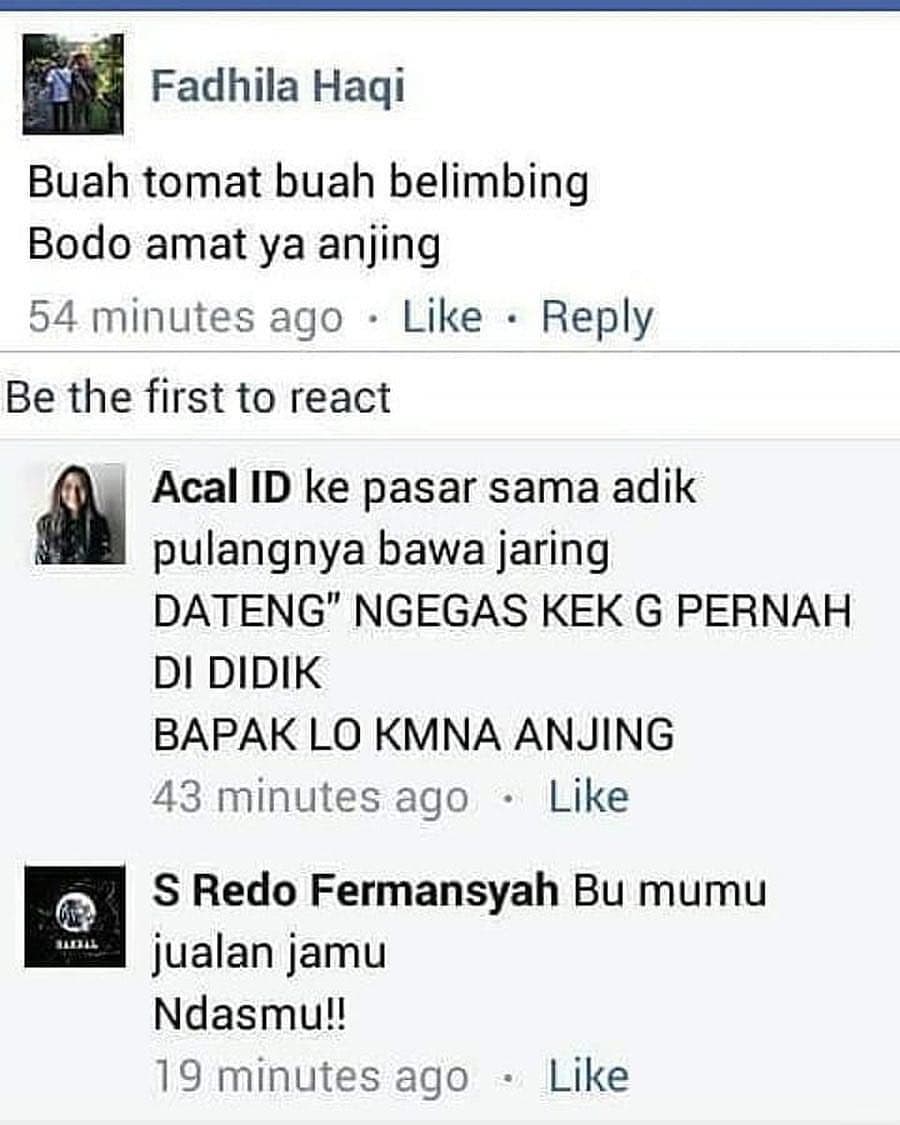 Fadhila Haqi
Buah tomat buah belimbing
Bodo amat ya anjing
54 minutes ago · Like · Reply
Be the first to react
Acal ID ke pasar sama adik
pulangnya bawa jaring
DATENG" NGEGAS KEK G PERNAH
DI DIDIK
BAPAK LO KMNA ANJING
43 minutes ago · Like
S Redo Fermansyah Bu mumu
jualan jamu
Ndasmu!!
19 minutes ago · Like